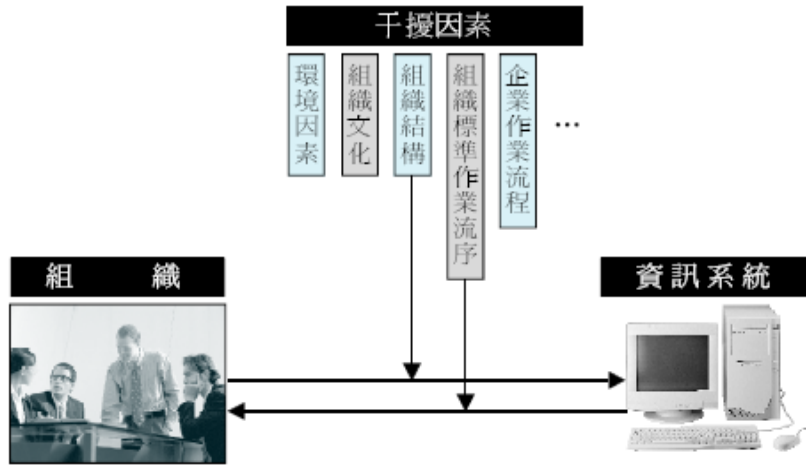 干擾因素
環境因素
組織文化
組織結構
組織標準作業流序
企業作業流程
…
組 織
資訊系統